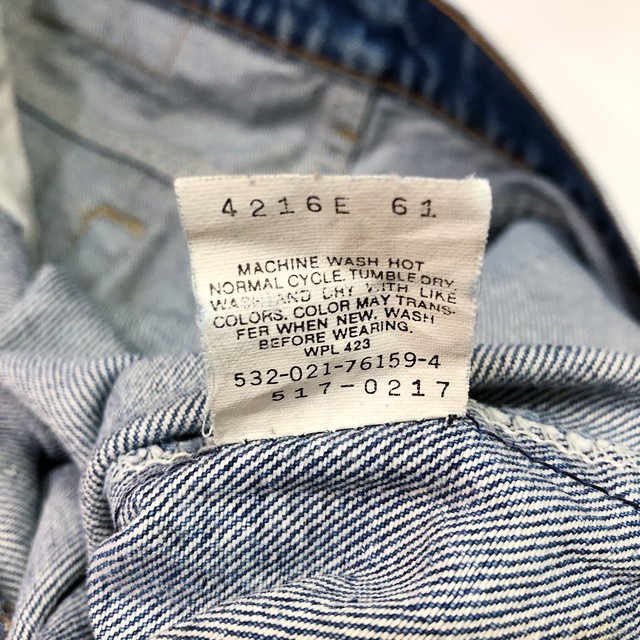 4216E 61
MACHINE WASH HOT
NORMAL CYCLE. TUMBLE DRY.
WASH AND DRY WITH LIKE
COLORS. COLOR MAY TRANS-
FER WHEN NEW. WASH
BEFORE WEARING.
WPL 423
532-021-76159-4
517-0217